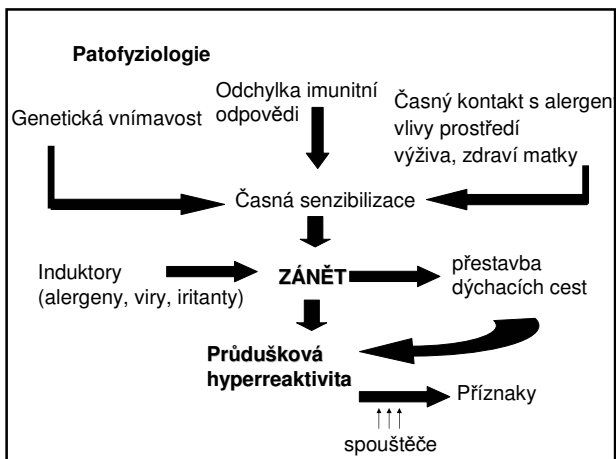 Patofyziologie
Odchylka imunitní
odpovědi
Genetická vnímavost
Časný kontakt s alergen
vlivy prostředí
výživa, zdraví matky
Časná senzibilizace
Induktory
(alergeny, viry, iritanty)
ZÁNĚT
přestavba
dýchacích cest
Průdušková
hyperreaktivita
Příznaky
spouštěče